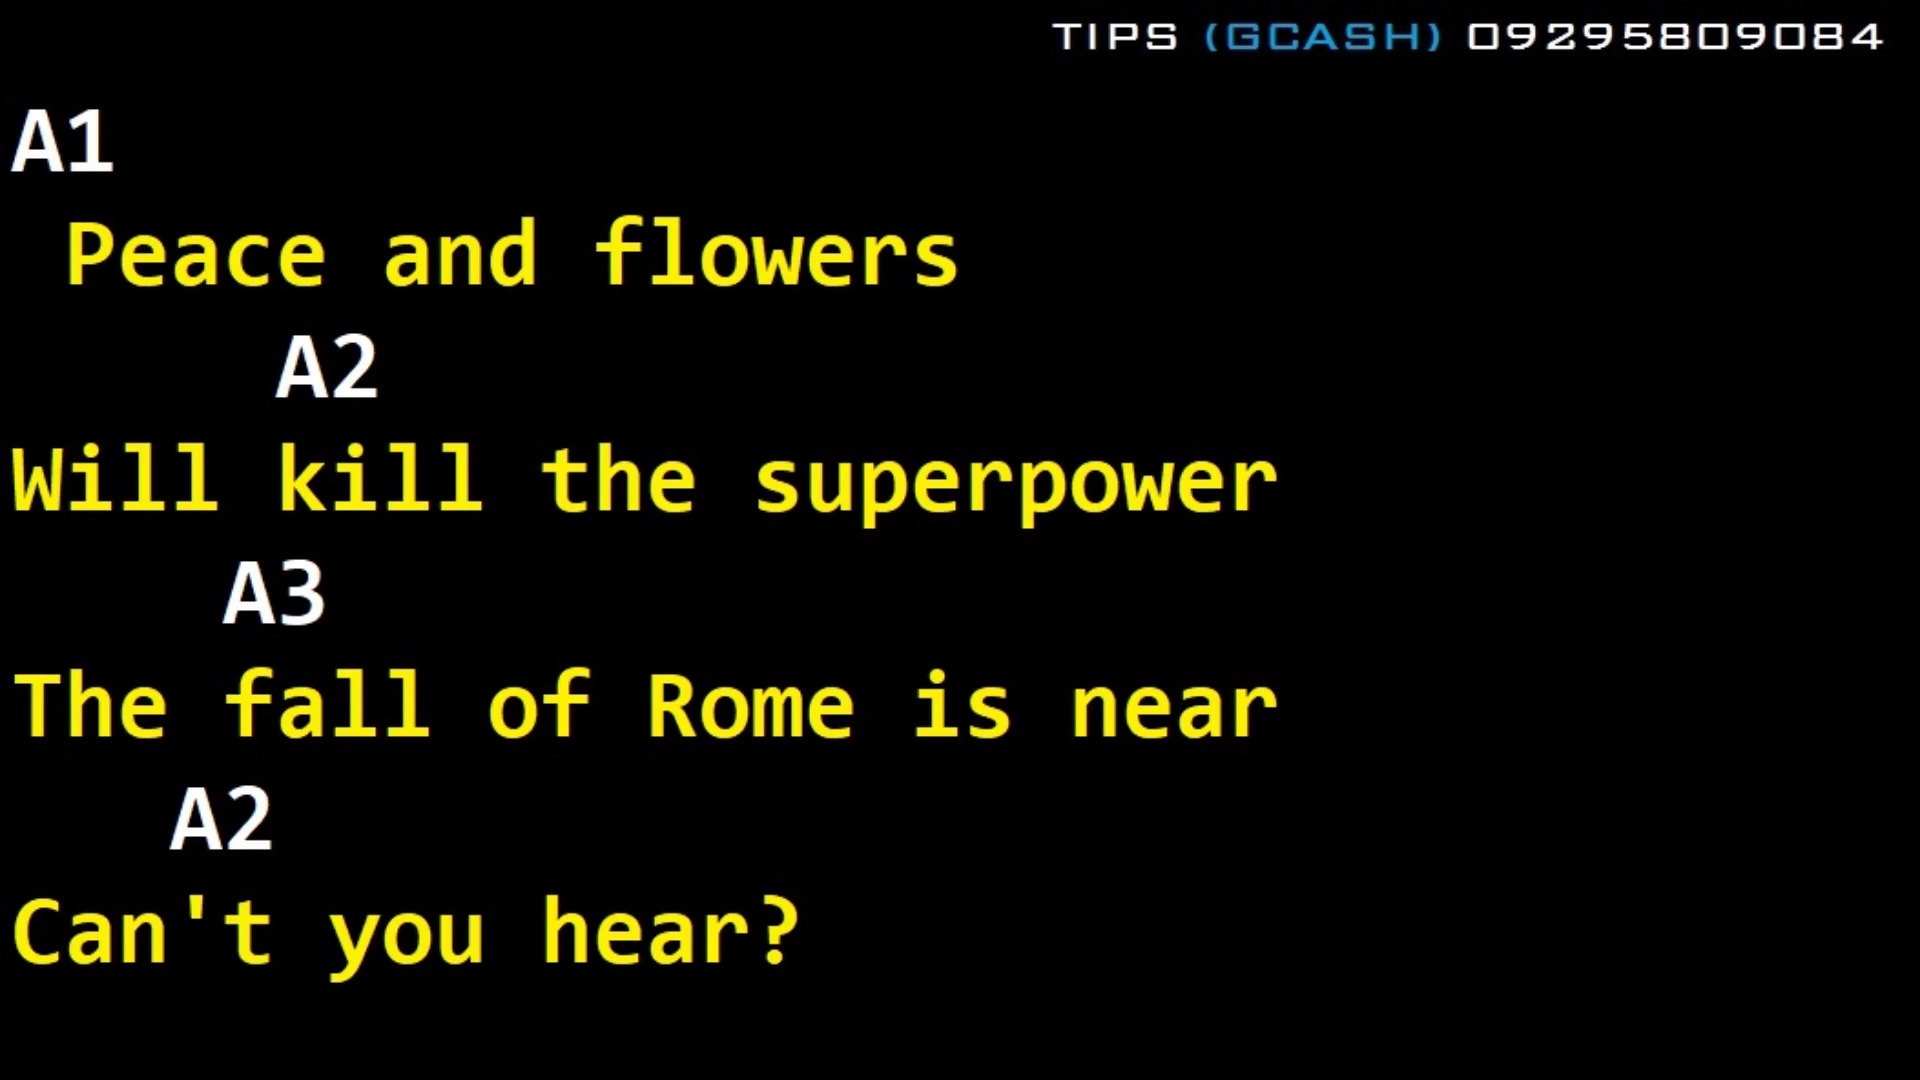 TIPS (GCASH) 09295809084
A1
Peace and flowers
A2
Will kill the superpower
A3
The fall of Rome is near
A2
Can't you hear?